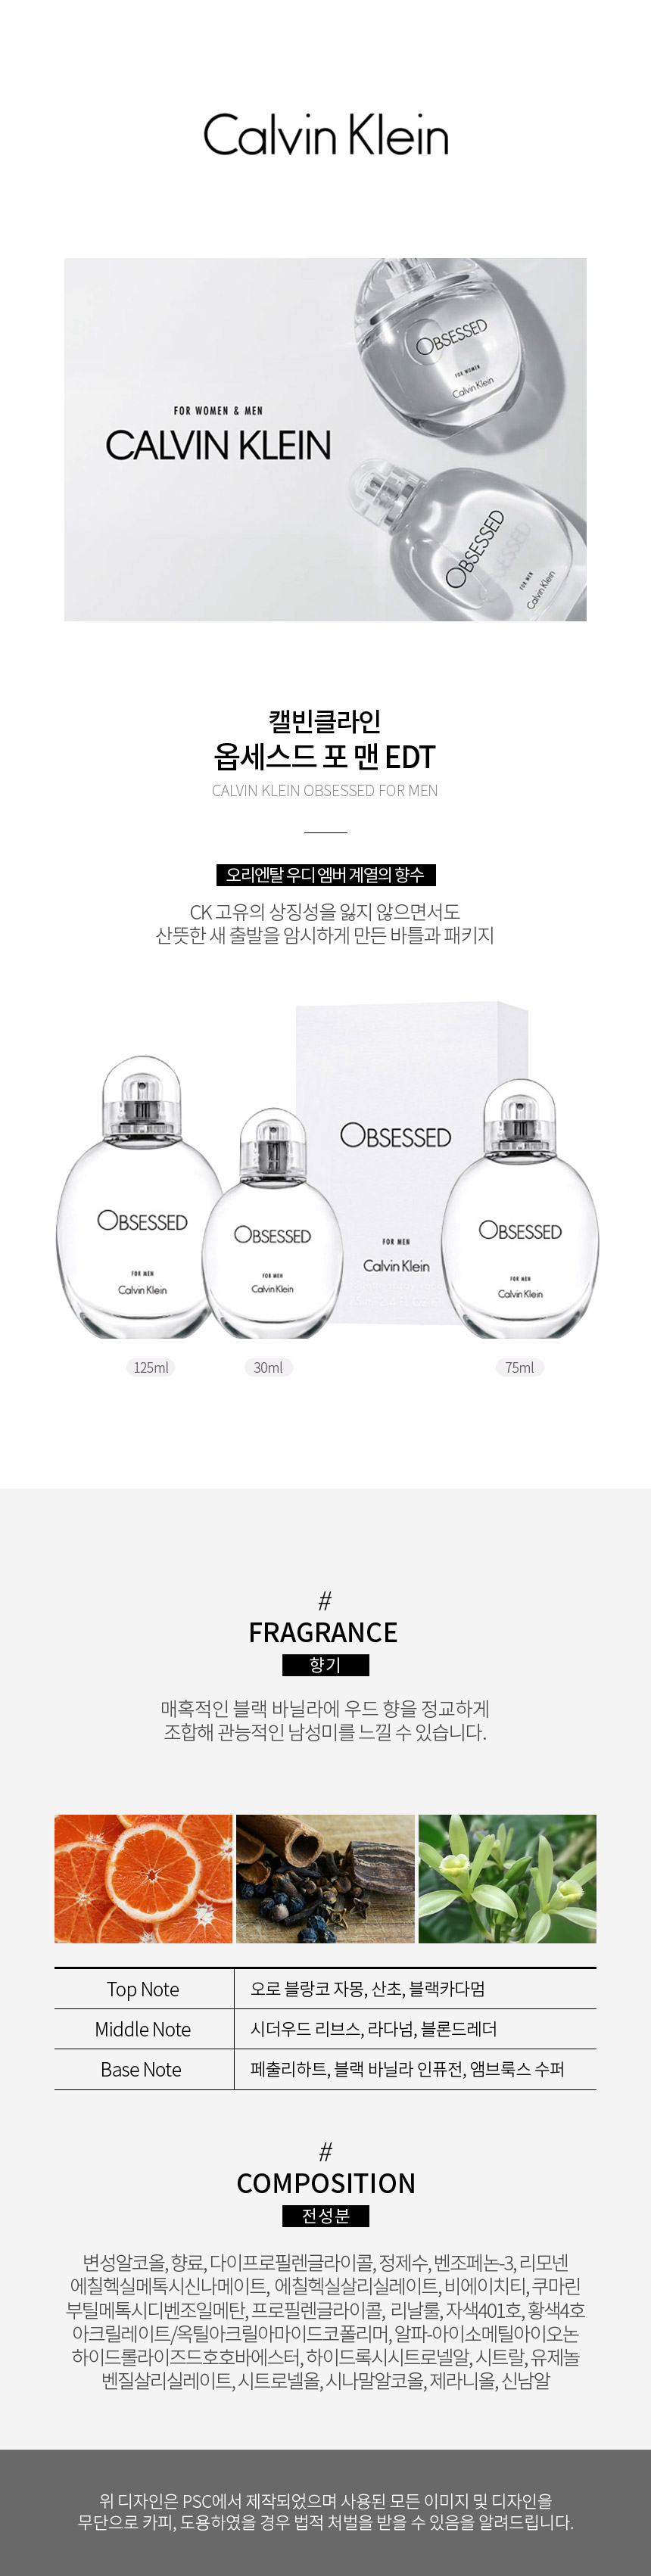 Calvin Klein
FOR WOMEN & MEN
CALVIN KLEIN
OBSESSED
FOR WOMEN
Calvin Klein
OBSESSED
FOR MEN
Calvin Klein
캘빈클라인
옵세스드 포 맨 EDT
CALVIN KLEIN OBSESSED FOR MEN
오리엔탈 우디 엠버 계열의 향수
CK 고유의 상징성을 잃지 않으면서도
산뜻한 새 출발을 암시하게 만든 바틀과 패키지
OBSESSED
FOR MEN
Calvin Klein
OBSESSED
FOR MEN
Calvin Klein
OBSESSED
FOR MEN
Calvin Klein
OBSESSED
FOR MEN
Calvin Klein
125ml
30ml
75ml
#
FRAGRANCE
향기
매혹적인 블랙 바닐라에 우드 향을 정교하게
조합해 관능적인 남성미를 느낄 수 있습니다.
Top Note 오로 블랑코 자몽, 산초, 블랙카다멈
Middle Note 시더우드 리브스, 라다넘, 블론드레더
Base Note 페출리하트, 블랙 바닐라 인퓨전, 앰브룩스 수퍼
#
COMPOSITION
전성분
변성알코올, 향료, 다이프로필렌글라이콜, 정제수, 벤조페논-3, 리모넨
에칠헥실메톡시신나메이트, 에칠헥실살리실레이트, 비에이치티, 쿠마린
부틸메톡시디벤조일메탄, 프로필렌글라이콜, 리날룰, 자색401호, 황색4호
아크릴레이트/옥틸아크릴아마이드코폴리머, 알파-아이소메틸아이오논
하이드롤라이즈드호호바에스터, 하이드록시시트로넬알, 시트랄, 유제놀
벤질살리실레이트, 시트로넬올, 시나말알코올, 제라니올, 신남알
위 디자인은 PSC에서 제작되었으며 사용된 모든 이미지 및 디자인을
무단으로 카피, 도용하였을 경우 법적 처벌을 받을 수 있음을 알려드립니다.